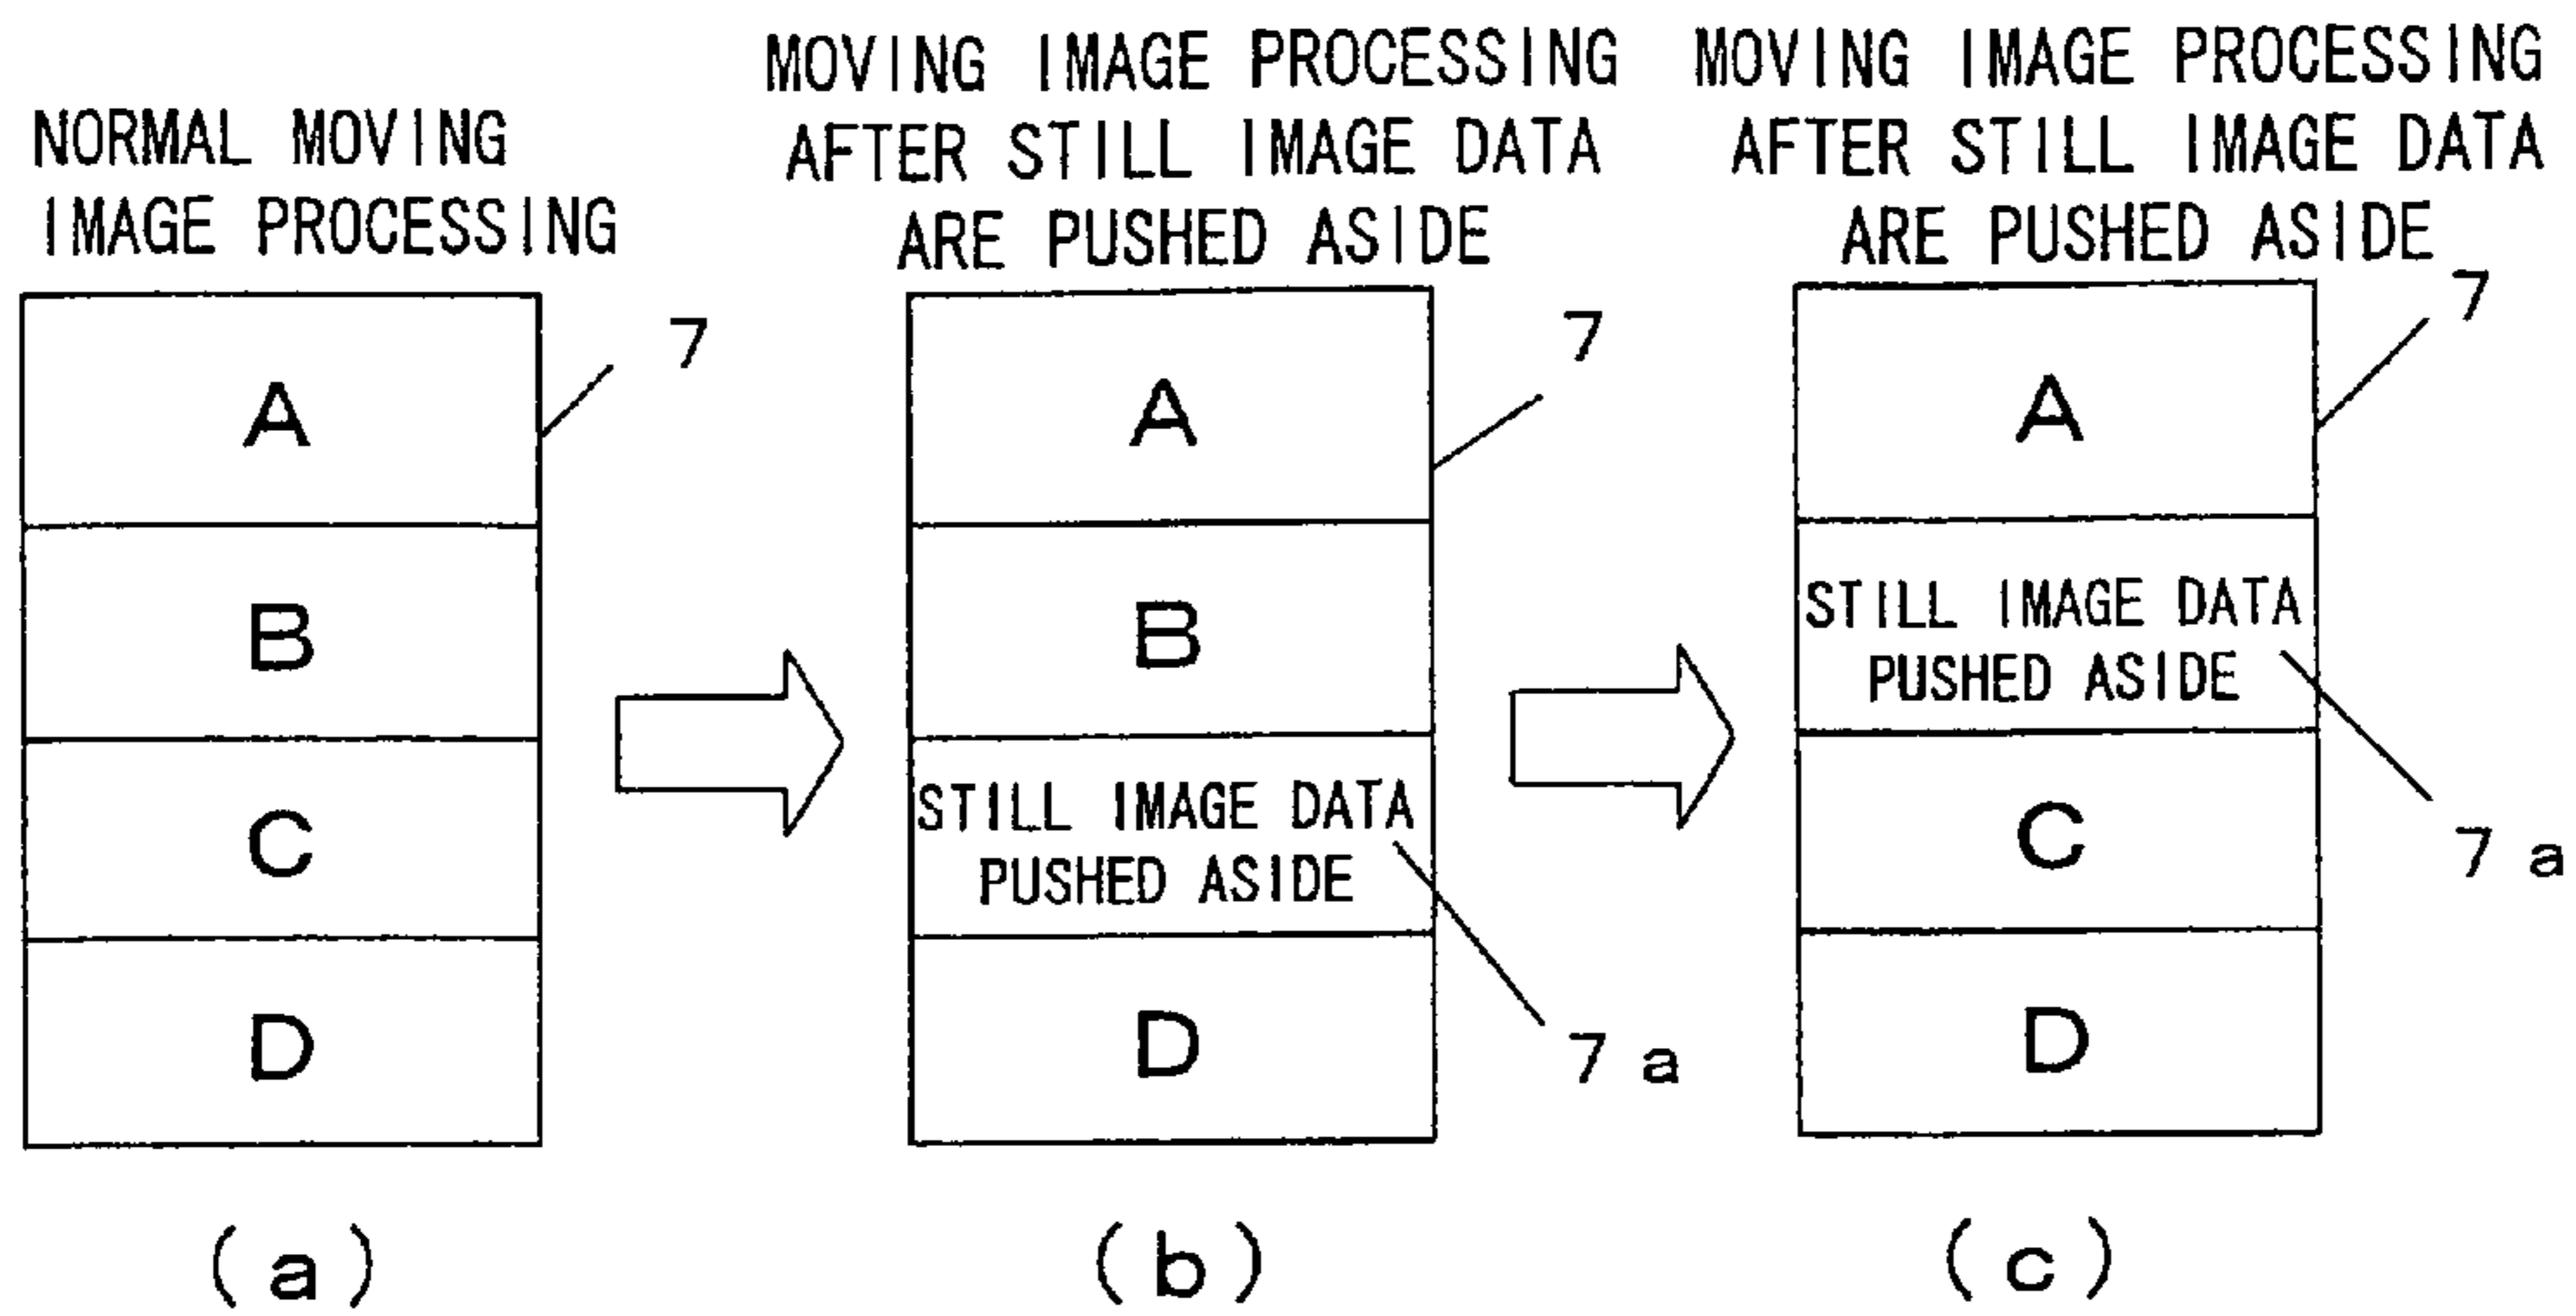 NORMAL MOVING
IMAGE PROCESSING
7
A
B
C
D
(a)
MOVING IMAGE PROCESSING
AFTER STILL IMAGE DATA
ARE PUSHED ASIDE
7
A
B
STILL IMAGE DATA
PUSHED ASIDE
D
7a
(b)
MOVING IMAGE PROCESSING
AFTER STILL IMAGE DATA
ARE PUSHED ASIDE
7
A
STILL IMAGE DATA
PUSHED ASIDE
C
7a
D
(c)